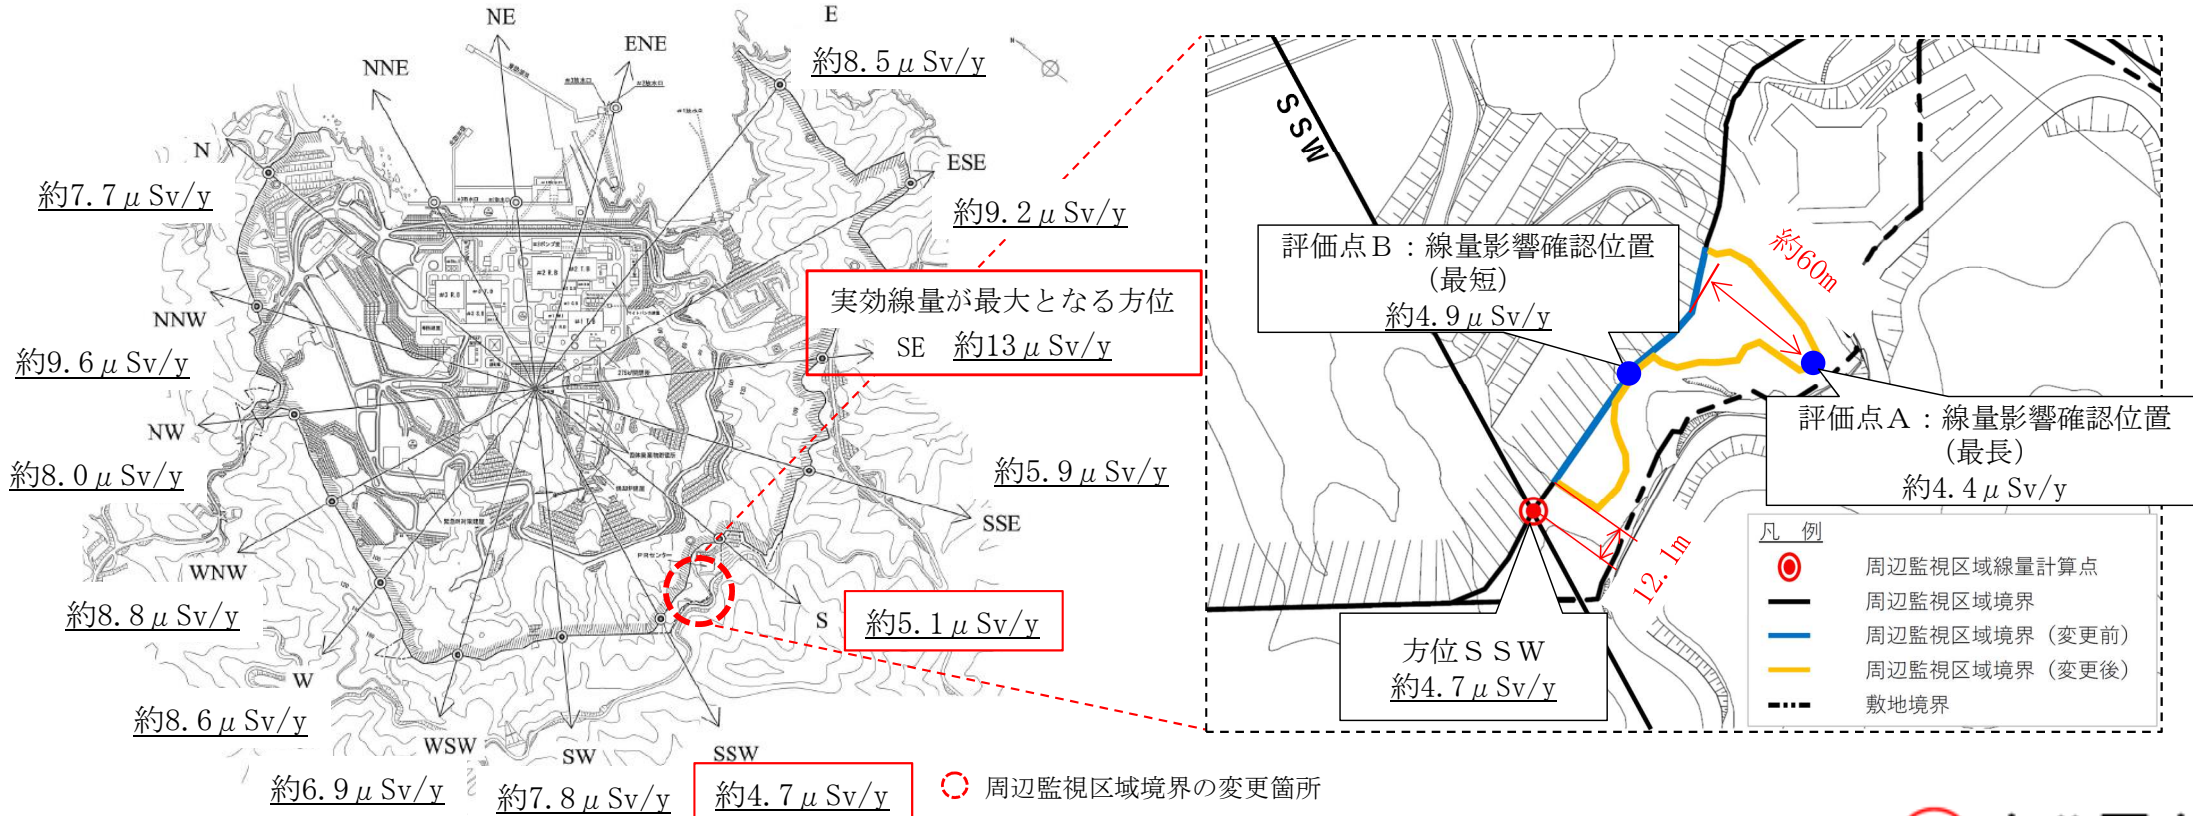 NE
E
ENE
約8.5μSv/y
NNE
N
約7.7μSv/y
ESE
約9.2μSv/y
実効線量が最大となる方位
SE 約13μSv/y
NNW
約9.6μSv/y
NW
約8.0μSv/y
約5.9μSv/y
SSE
WNW
約8.8μSv/y
S
約5.1μSv/y
W
約8.6μSv/y
WSW
約6.9μSv/y
SW
約7.8μSv/y
SSW
約4.7μSv/y
周辺監視区域境界の変更箇所
SSW
評価点B：線量影響確認位置
(最短)
約4.9μSv/y
約60m
評価点A：線量影響確認位置
(最長)
約4.4μSv/y
12.1m
方位SSW
約4.7μSv/y
凡 例
周辺監視区域線量計算点
周辺監視区域境界
周辺監視区域境界（変更前）
周辺監視区域境界（変更後）
敷地境界